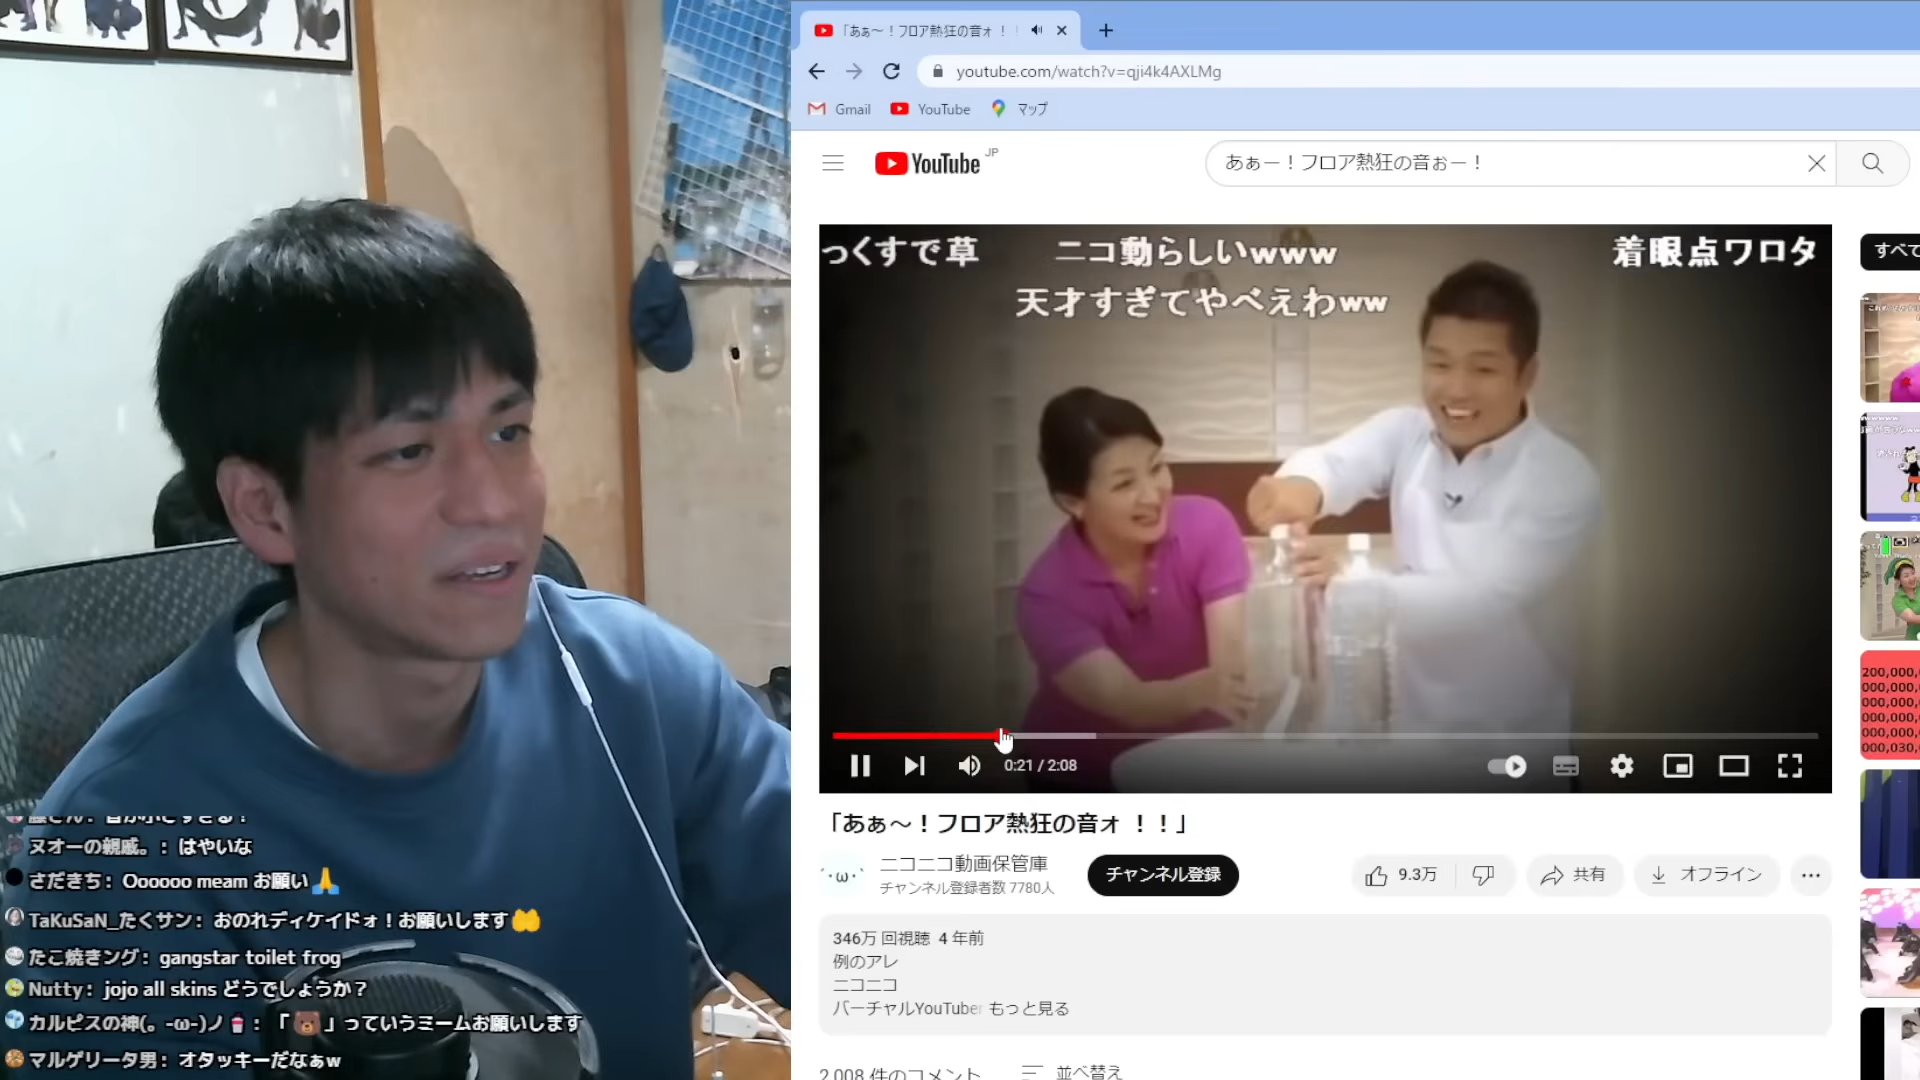 「あぁ～！フロア熱狂の音ォ！
youtube.com/watch?v=qji4k4AXLMg
Gmail
YouTube
マップ
YouTube JP
あぁー！フロア熱狂の音ぉー！
っくすで草
ニコ動らしいwww
着眼点ワロタ
天才すぎてやべえわww
0:21 / 2:08
すべて
「あぁ～！フロア熱狂の音ォ ！！」
ニコニコ動画保管庫
チャンネル登録者数 7780人
チャンネル登録
9.3万
共有
オフライン
346万 回視聴 4 年前
例のアレ
ニコニコ
バーチャルYouTuber もっと見る
2,008 件のコメント
並べ替え
200,000,
000,000,
000,000,
000,000,
000,000,
000,030,
ヌオーの親戚。: はやいな
さだきち: Oooooo meam お願い🙏
TaKuSaN_たくサン: おのれディケイドォ！お願いします🤲
たこ焼きング: gangstar toilet frog
Nutty: jojo all skins どうでしょうか？
カルピスの神(。-ω-)ノ🥤: 「🐻」っていうミームお願いします
マルゲリータ男: オタッキーだなぁw